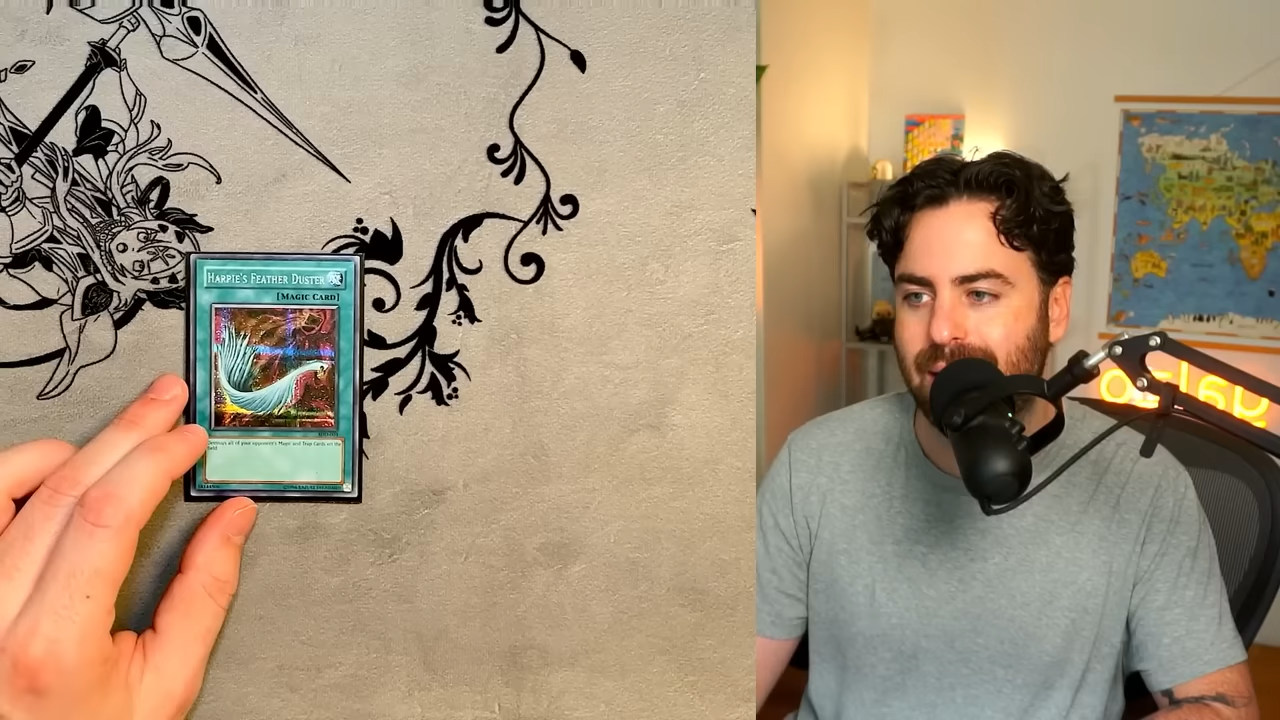 HARPIE'S FEATHER DUSTER
[MAGIC CARD]
Destroys all of your opponent's Magic and Trap Cards on the
field